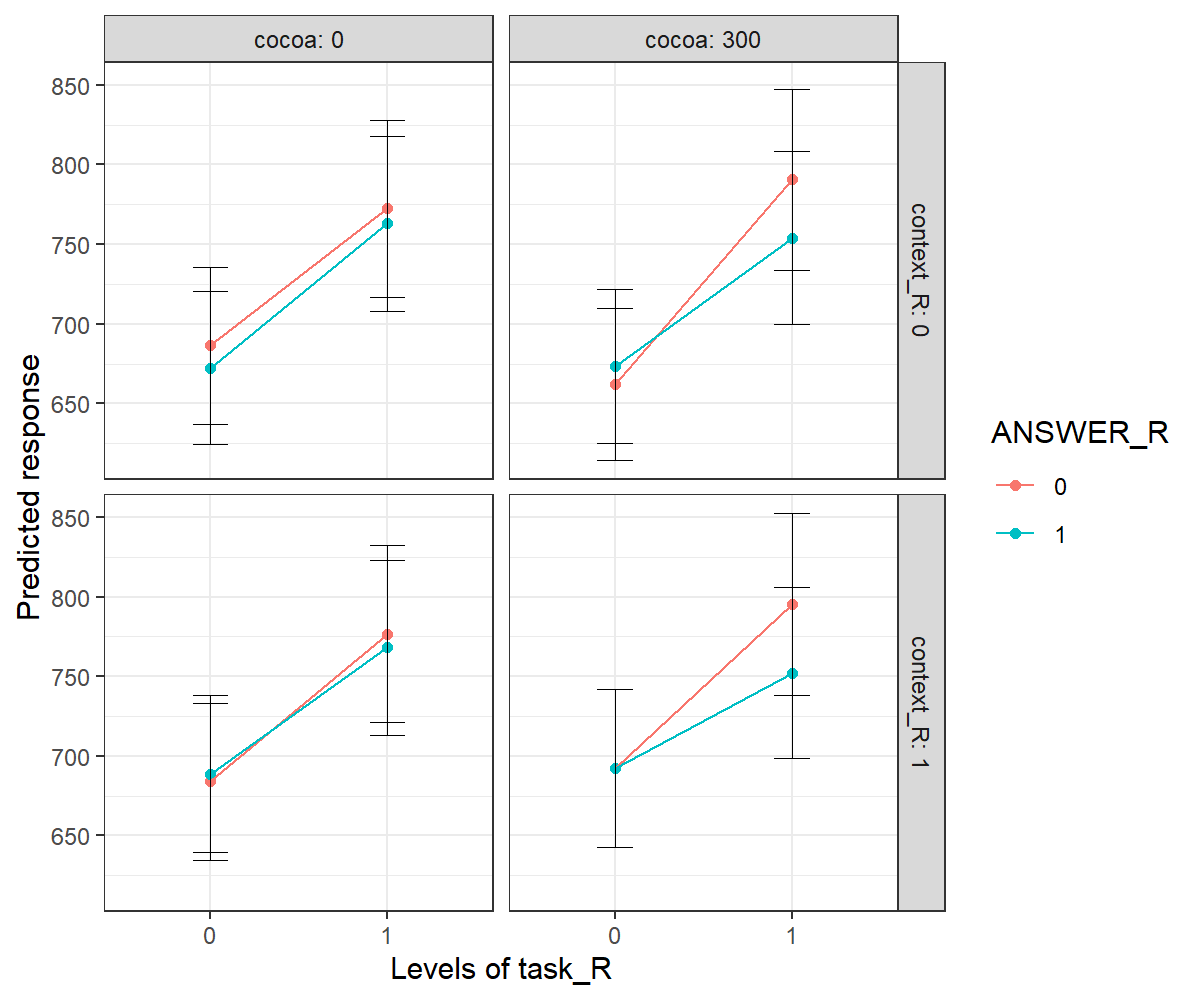 cocoa: 0
cocoa: 300
850
800
750
700
650
context_R: 0
850
800
750
700
650
context_R: 1
0
1
0
1
Levels of task_R
Predicted response
ANSWER_R
0
1